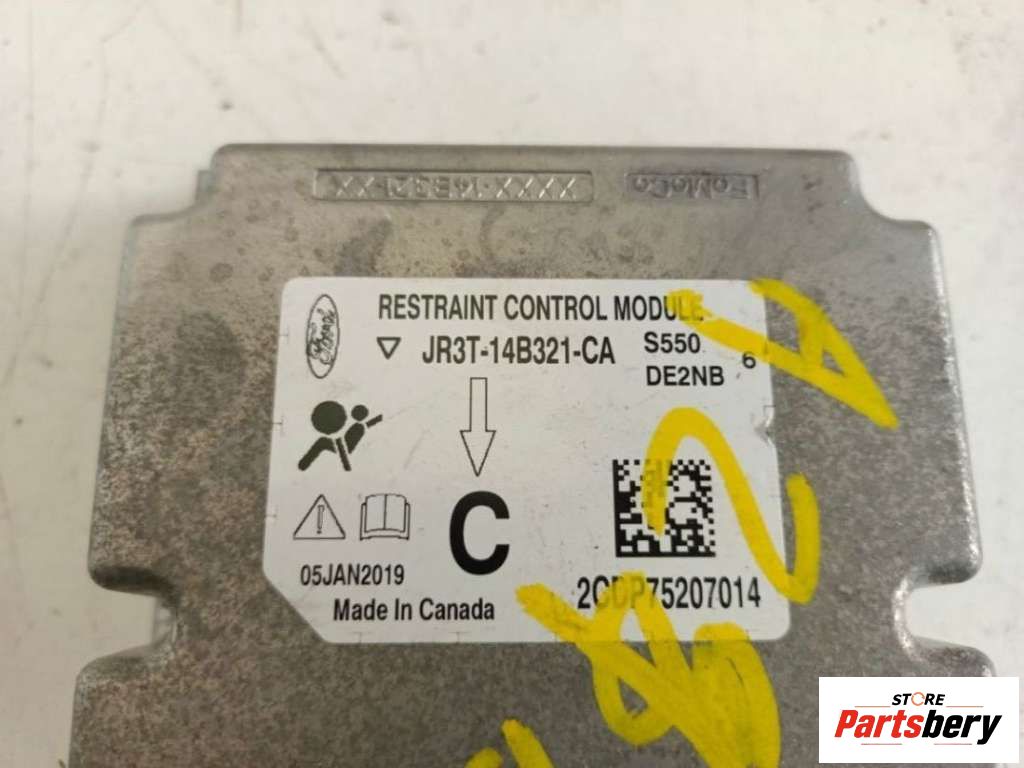 XXXX-14B321-XX FoMoCo
Ford
RESTRAINT CONTROL MODULE
JR3T-14B321-CA S550 6
DE2NB
C
05JAN2019
2CDP75207014
Made In Canada
STORE
Partsbery